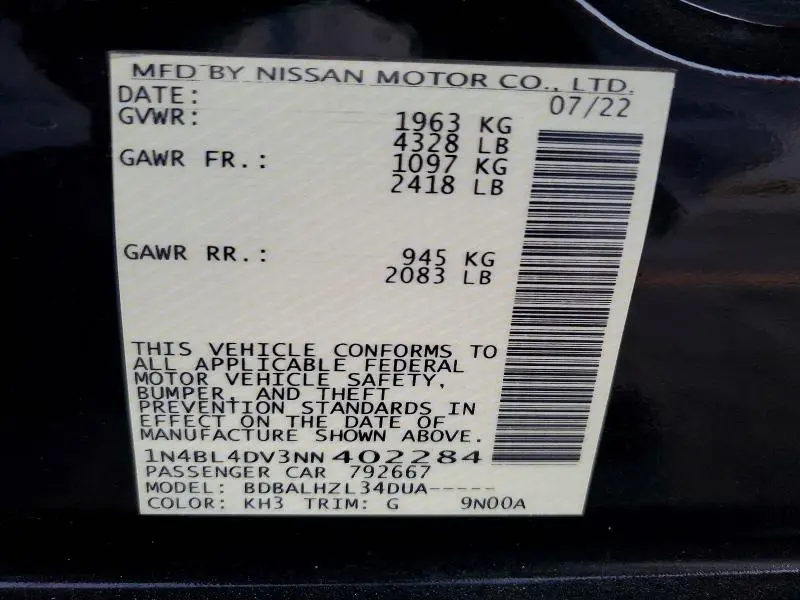 MFD BY NISSAN MOTOR CO., LTD.
DATE: 07/22
GVWR: 1963 KG
4328 LB
GAWR FR.: 1097 KG
2418 LB
GAWR RR.: 945 KG
2083 LB
THIS VEHICLE CONFORMS TO
ALL APPLICABLE FEDERAL
MOTOR VEHICLE SAFETY,
BUMPER, AND THEFT
PREVENTION STANDARDS IN
EFFECT ON THE DATE OF
MANUFACTURE SHOWN ABOVE.
1N4BL4DV3NN402284
PASSENGER CAR 792667
MODEL: BDBALHZL34DUA-----
COLOR: KH3 TRIM: G 9N00A